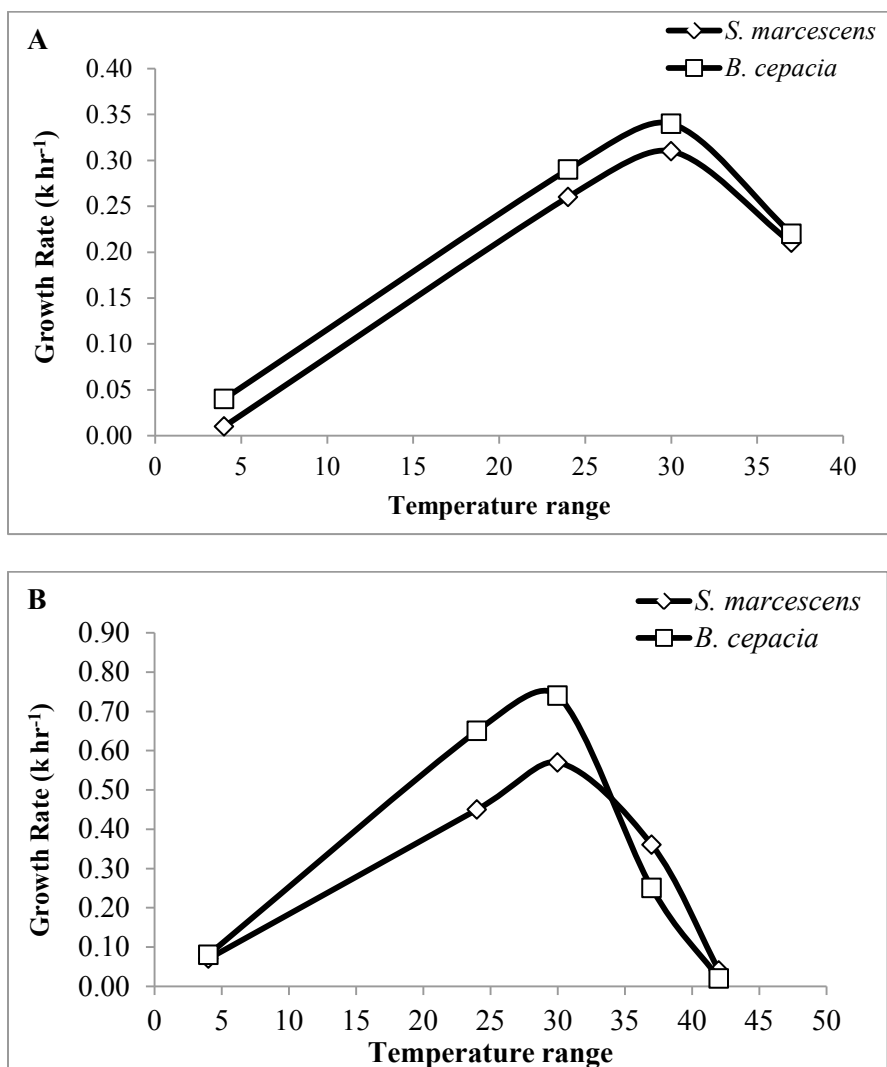 A
S. marcescens
B. cepacia
0.40
0.35
0.30
0.25
0.20
0.15
0.10
0.05
0.00
Growth Rate (k hr⁻¹)
0 5 10 15 20 25 30 35 40
Temperature range
B
S. marcescens
B. cepacia
0.90
0.80
0.70
0.60
0.50
0.40
0.30
0.20
0.10
0.00
Growth Rate (k hr⁻¹)
0 5 10 15 20 25 30 35 40 45 50
Temperature range